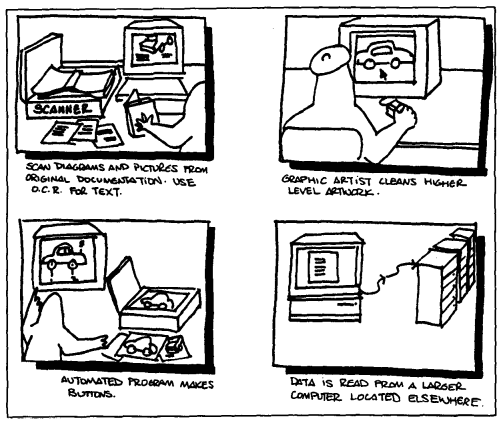 SCANNER
SCAN DIAGRAMS AND PICTURES FROM
ORIGINAL DOCUMENTATION. USE
O.C.R. FOR TEXT.
GRAPHIC ARTIST CLEANS HIGHER
LEVEL ARTWORK.
AUTOMATED PROGRAM MAKES
BUTTONS.
DATA IS READ FROM A LARGER
COMPUTER LOCATED ELSEWHERE.